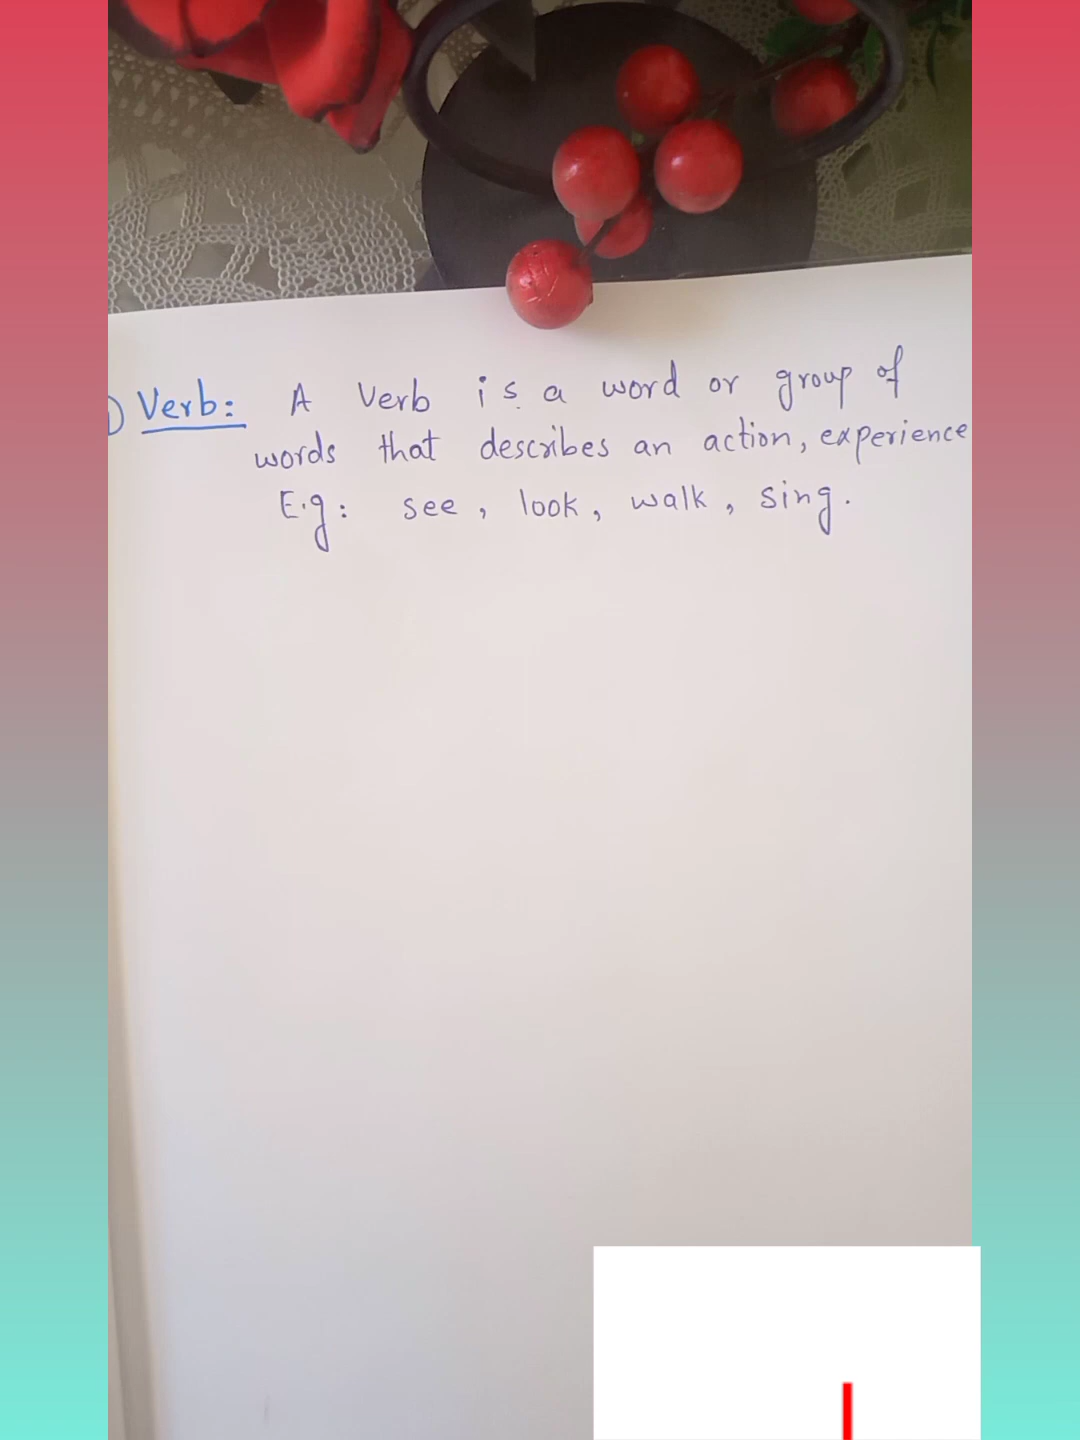 ) Verb: A Verb is a word or group of
words that describes an action, experience
E.g: see, look, walk, sing.